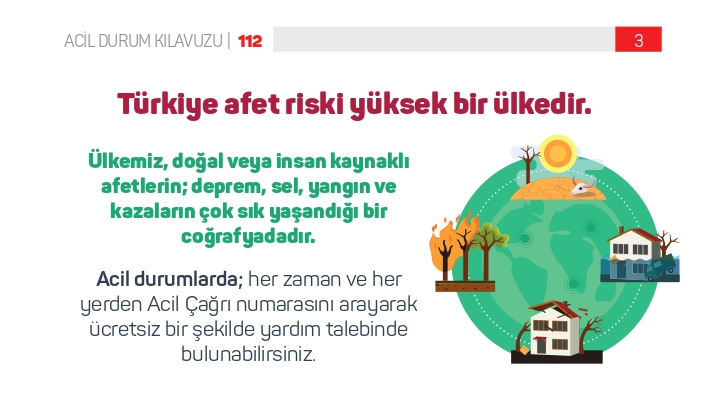 ACİL DURUM KILAVUZU | 112
3
Türkiye afet riski yüksek bir ülkedir.
Ülkemiz, doğal veya insan kaynaklı
afetlerin; deprem, sel, yangın ve
kazaların çok sık yaşandığı bir
coğrafyadadır.
Acil durumlarda; her zaman ve her
yerden Acil Çağrı numarasını arayarak
ücretsiz bir şekilde yardım talebinde
bulunabilirsiniz.